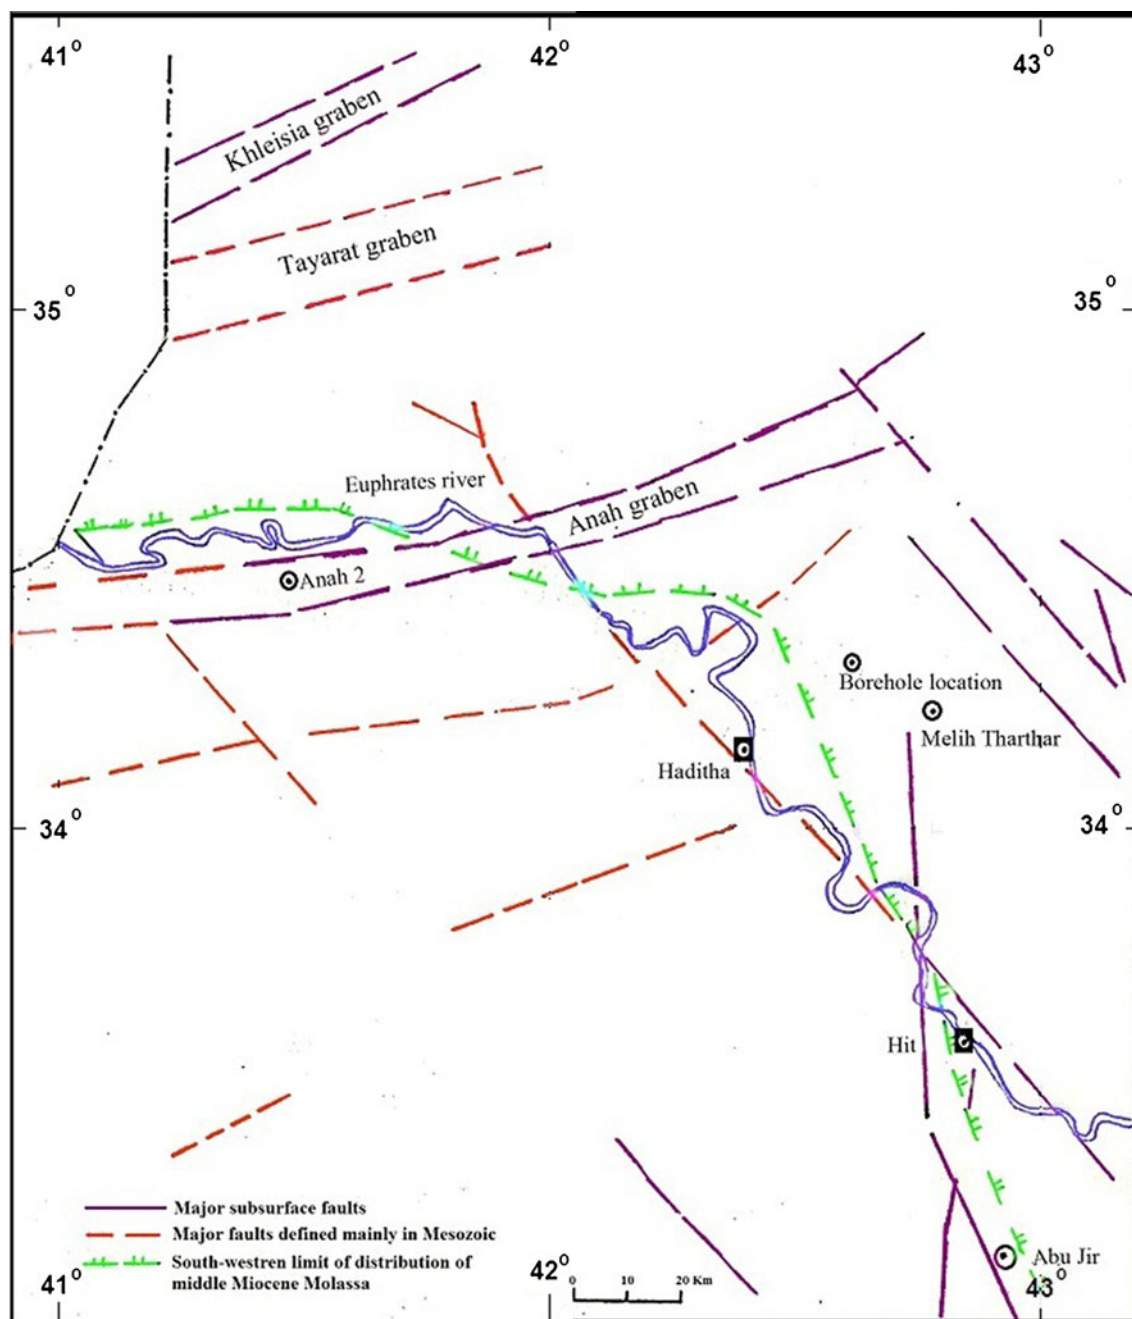 41°
42°
43°
Khleisia graben
Tayarat graben
35°
35°
Euphrates river
Anah graben
Anah 2
Borehole location
Melih Tharthar
Haditha
34°
34°
Hit
Major subsurface faults
Major faults defined mainly in Mesozoic
South-westren limit of distribution of
middle Miocene Molassa
Abu Jir
41°
42°
43°
0 10 20 Km